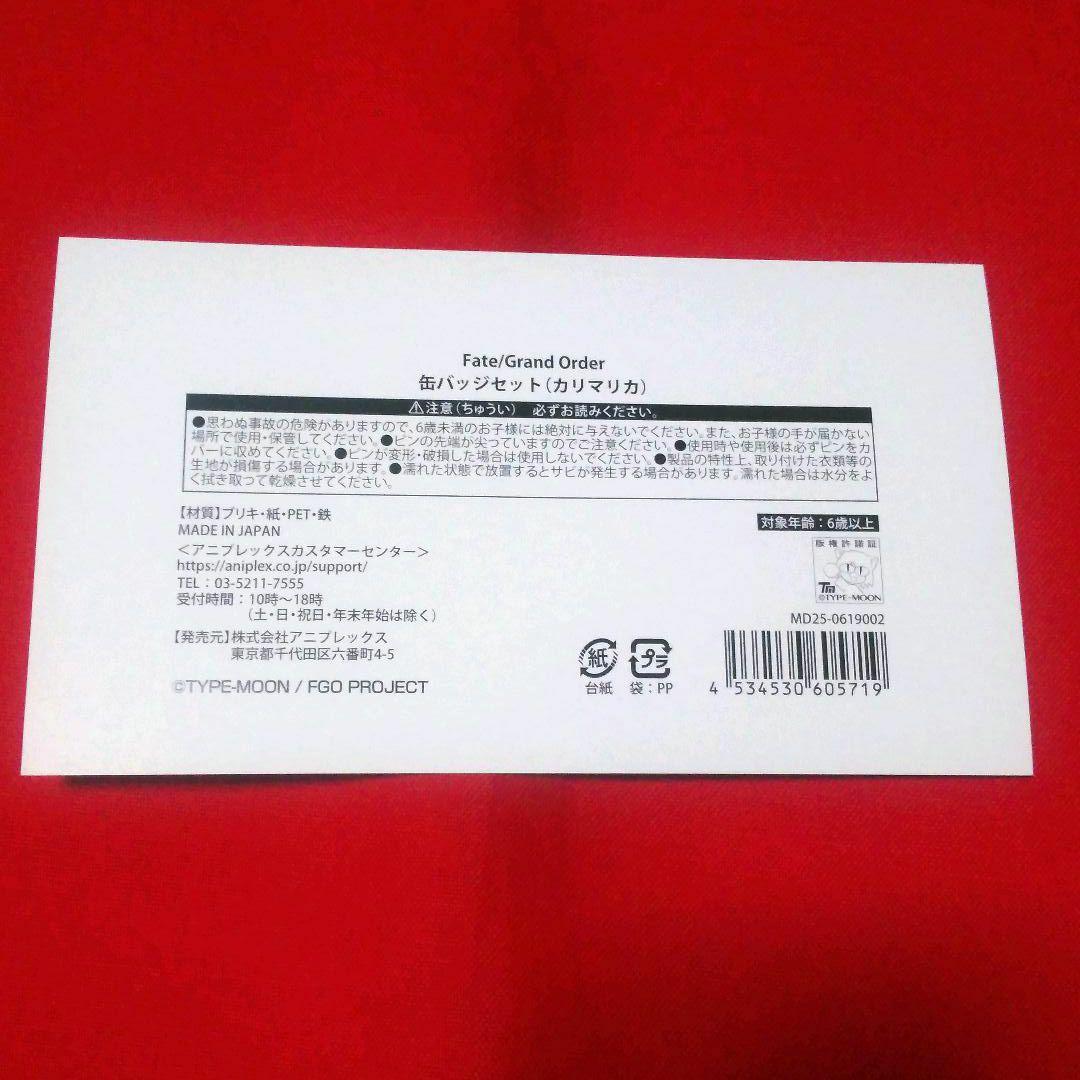 Fate/Grand Order
缶バッジセット(カリマリカ)
⚠注意(ちゅうい) 必ずお読みください。
●思わぬ事故の危険がありますので、6歳未満のお子様には絶対に与えないでください。また、お子様の手が届かない
場所で使用・保管してください。●ピンの先端が尖っていますのでご注意ください。●使用時や使用後は必ずピンをカ
バーに収めてください。●ピンが変形・破損した場合は使用しないでください。●製品の特性上、取り付けた衣類等の
生地が損傷する場合があります。●濡れた状態で放置するとサビが発生する場合があります。濡れた場合は水分をよ
く拭き取って乾燥させてください。
【材質】ブリキ・紙・PET・鉄
MADE IN JAPAN
<アニプレックスカスタマーセンター>
https://aniplex.co.jp/support/
TEL:03-5211-7555
受付時間:10時〜18時
(土・日・祝日・年末年始は除く)
【発売元】株式会社アニプレックス
東京都千代田区六番町4-5
©TYPE-MOON / FGO PROJECT
対象年齢:6歳以上
版権許諾証
TM
©TYPE-MOON
MD25-0619002
紙
台紙
プラ
袋:PP
4 534530 605719